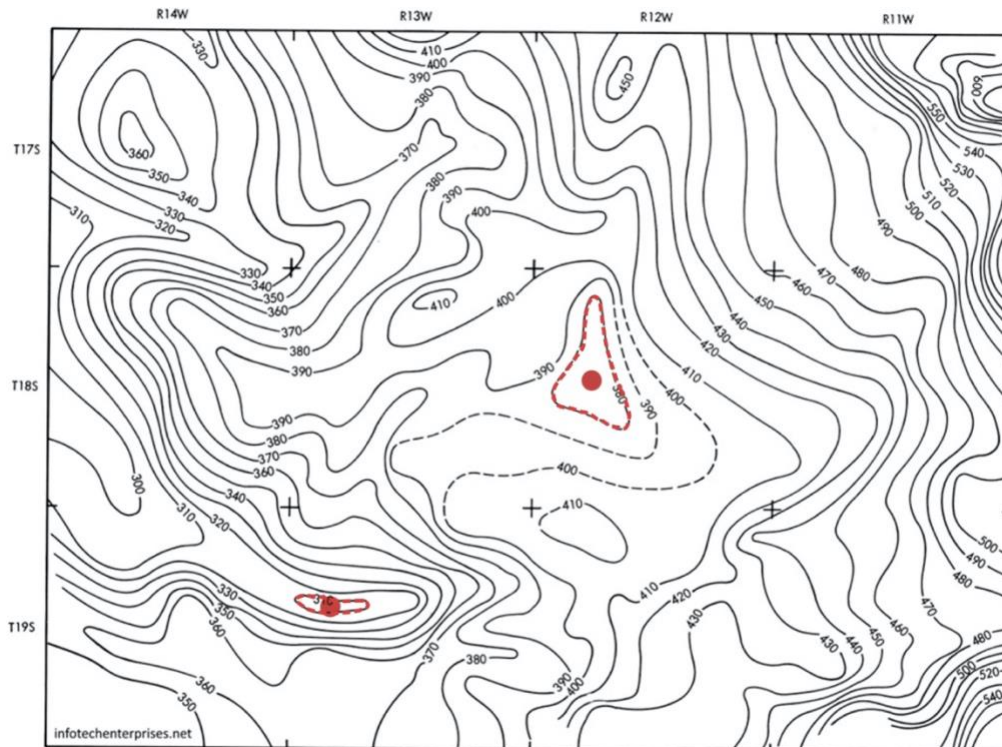 R14W R13W R12W R11W
330 410 400 390 380 450 600 550
T17S 360 350 340 330 320 370 380 390 400 540 530 520 510 500 490
310
330 340 350 360 370 380 390 410 400 470 480 460 450 440 430 420 410
T18S 390 380 390 400
390 380 370 360 340 400
300 310 320 410 500 490 480
330 350 360 310 410 420 430 470
T19S 370 380 390 400 430 440 450 460 480 500 520 540
360 350
infotechenterprises.net